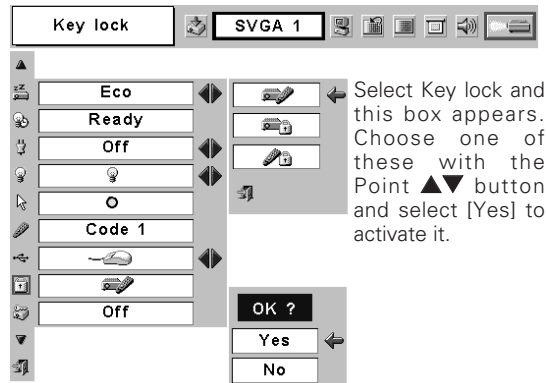 Key lock
SVGA 1
Eco
Ready
Off
Code 1
Off
Select Key lock and
this box appears.
Choose one of
these with the
Point ▲▼ button
and select [Yes] to
activate it.
OK ?
Yes
No